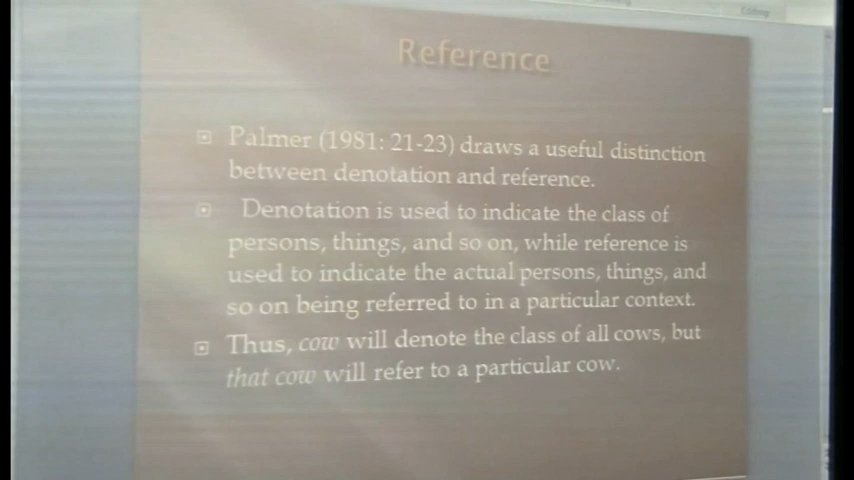 Reference
Palmer (1981: 21-23) draws a useful distinction
between denotation and reference.
Denotation is used to indicate the class of
persons, things, and so on, while reference is
used to indicate the actual persons, things, and
so on being referred to in a particular context.
Thus, cow will denote the class of all cows, but
that cow will refer to a particular cow.